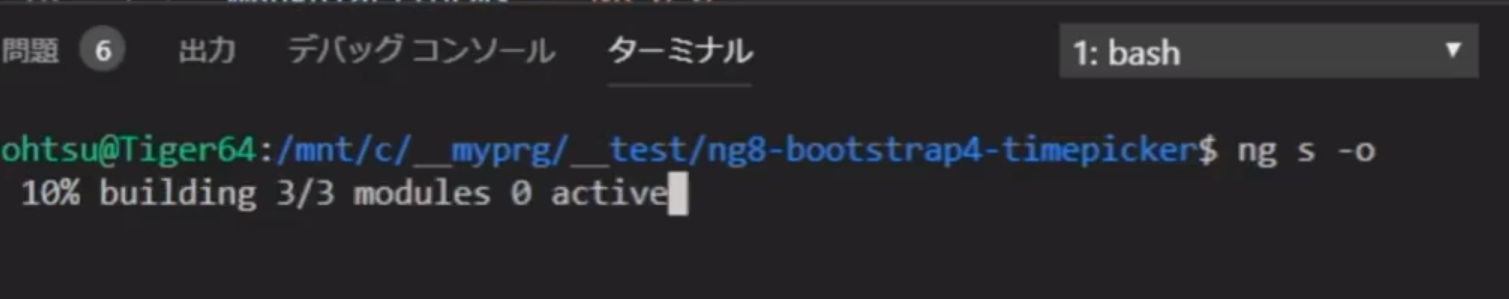 問題 6 出力 デバッグ コンソール ターミナル 1: bash
ohtsu@Tiger64:/mnt/c/__myprg/__test/ng8-bootstrap4-timepicker$ ng s -o
10% building 3/3 modules 0 active